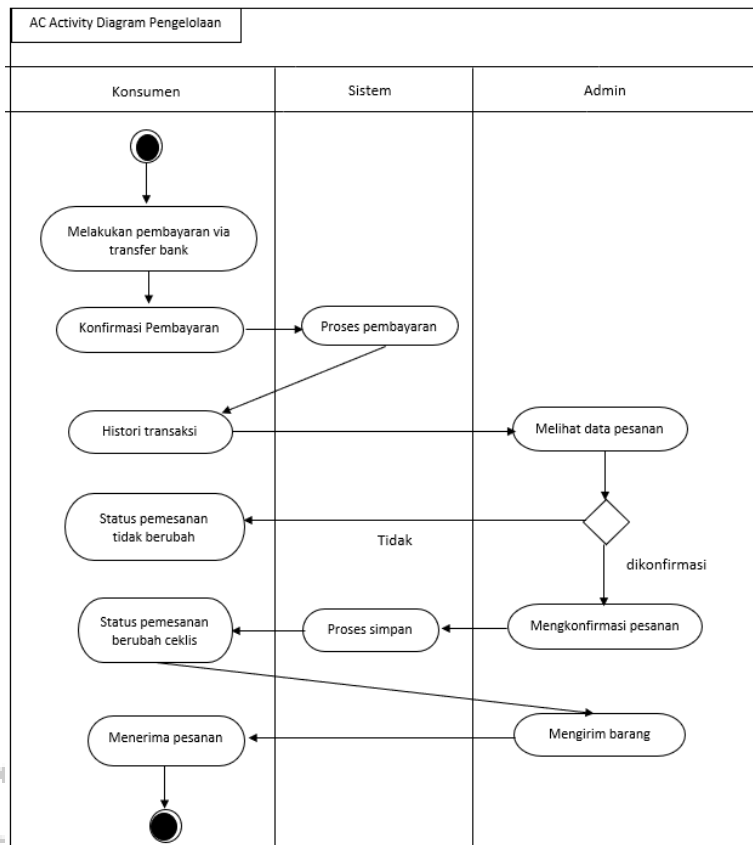 AC Activity Diagram Pengelolaan
Konsumen
Sistem
Admin
Melakukan pembayaran via
transfer bank
Konfirmasi Pembayaran
Proses pembayaran
Histori transaksi
Melihat data pesanan
Status pemesanan
tidak berubah
Tidak
dikonfirmasi
Status pemesanan
berubah ceklis
Proses simpan
Mengkonfirmasi pesanan
Menerima pesanan
Mengirim barang